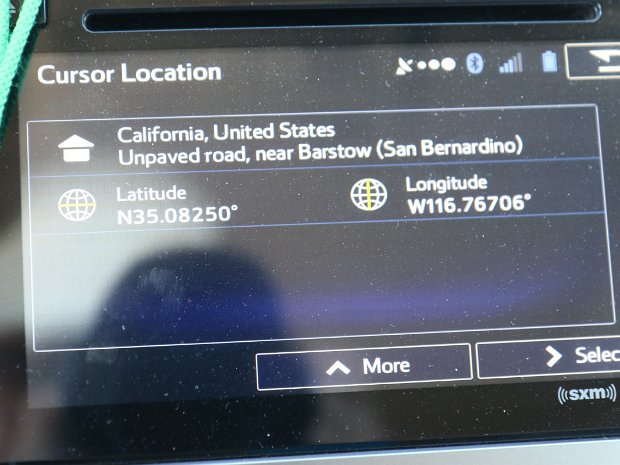 Cursor Location
California, United States
Unpaved road, near Barstow (San Bernardino)
Latitude
N35.08250°
Longitude
W116.76706°
More
Selec
((sxm))